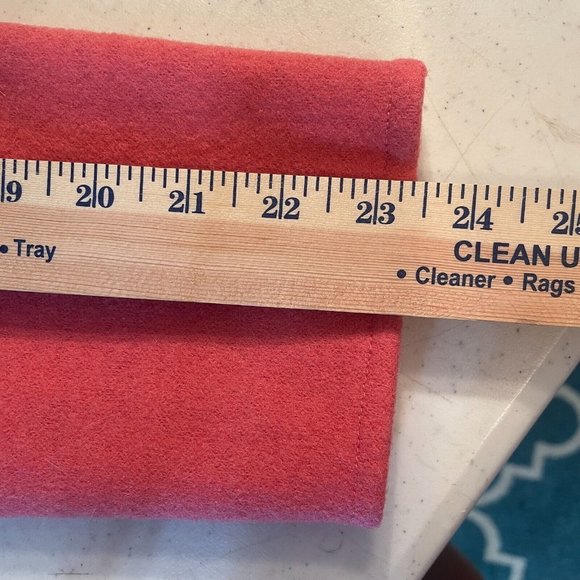 9 20 21 22 23 24 25
• Tray CLEAN U
• Cleaner • Rags •